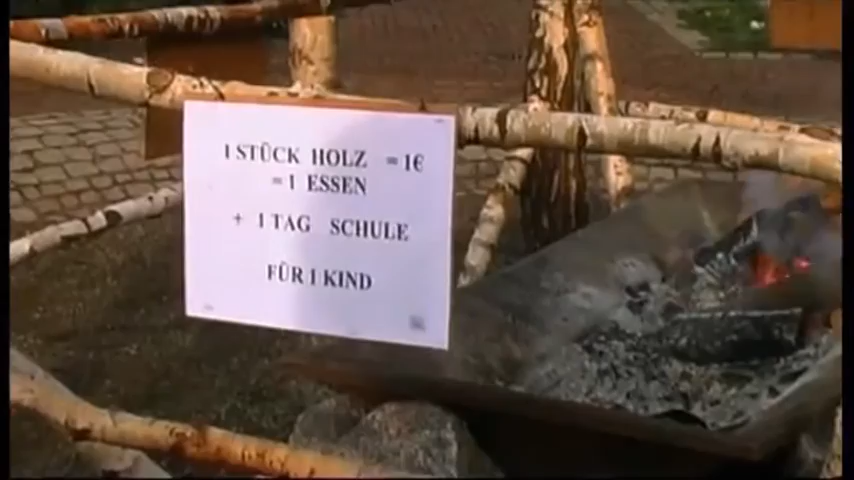 1 STÜCK HOLZ = 1€
= 1 ESSEN
+ 1 TAG SCHULE
FÜR 1 KIND